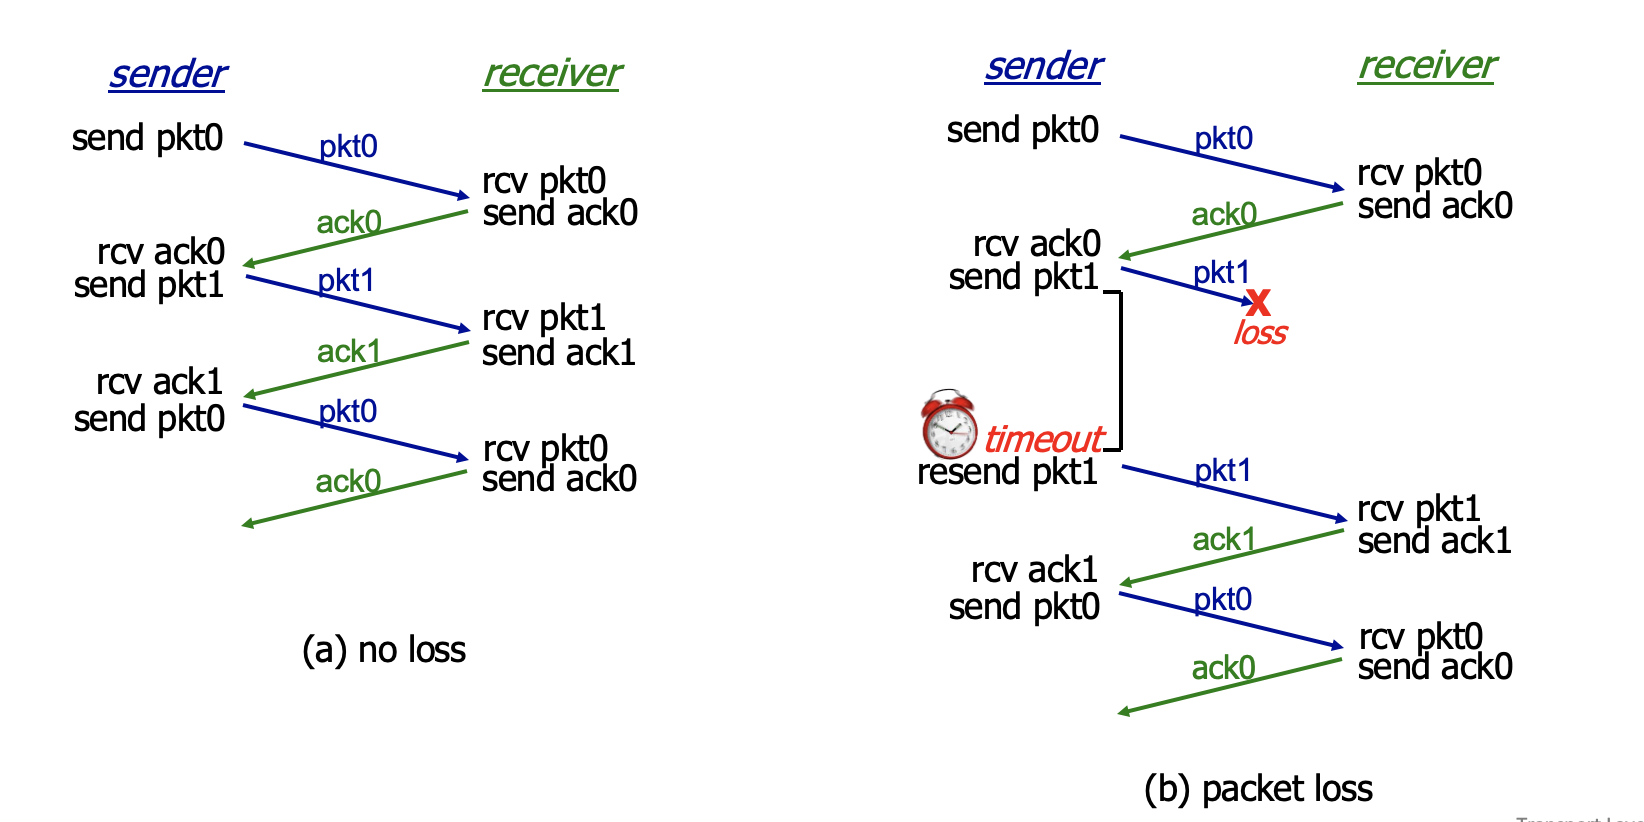 sender
receiver
send pkt0
pkt0
rcv pkt0
send ack0
ack0
rcv ack0
send pkt1
pkt1
rcv pkt1
send ack1
ack1
rcv ack1
send pkt0
pkt0
rcv pkt0
send ack0
ack0
(a) no loss
sender
receiver
send pkt0
pkt0
rcv pkt0
send ack0
ack0
rcv ack0
send pkt1
pkt1
X
loss
timeout
resend pkt1
pkt1
rcv pkt1
send ack1
ack1
rcv ack1
send pkt0
pkt0
rcv pkt0
send ack0
ack0
(b) packet loss